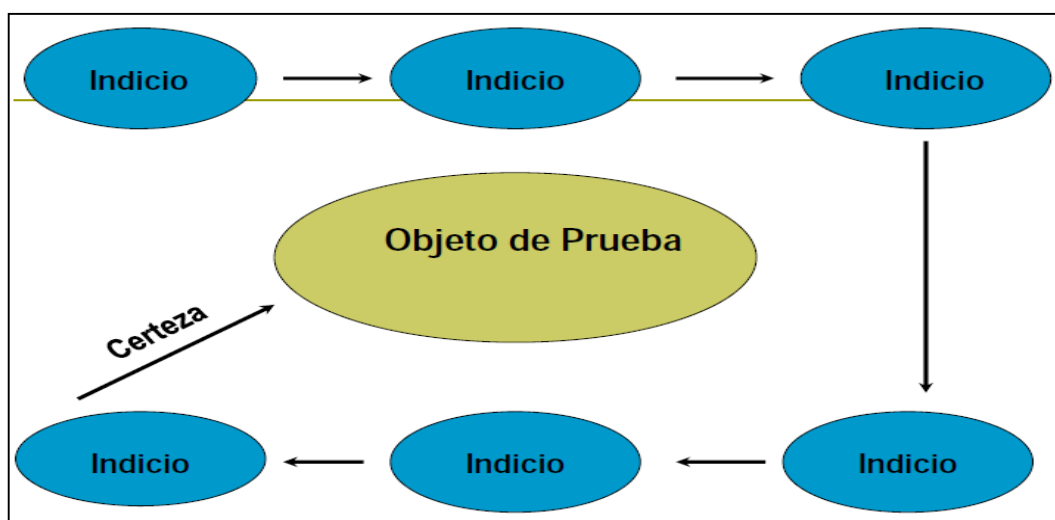 Indicio
Indicio
Indicio
Objeto de Prueba
Certeza
Indicio
Indicio
Indicio